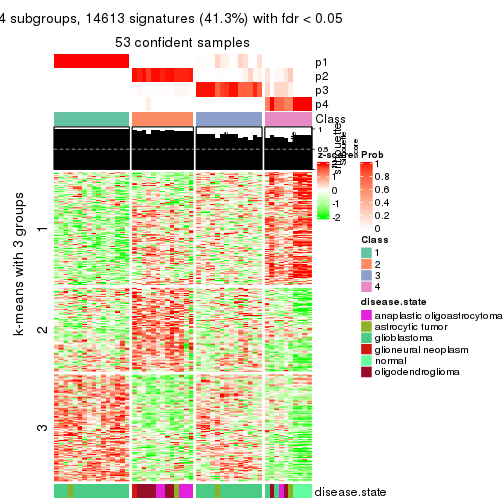 4 subgroups, 14613 signatures (41.3%) with fdr < 0.05
53 confident samples
p1
p2
p3
p4
Class
1
0.5
silhouette
score
z-score
1
0
-1
-2
Prob
1
0.8
0.6
0.4
0.2
0
Class
1
2
3
4
disease.state
anaplastic oligoastrocytoma
astrocytic tumor
glioblastoma
glioneural neoplasm
normal
oligodendroglioma
k-means with 3 groups
1
2
3
disease.state